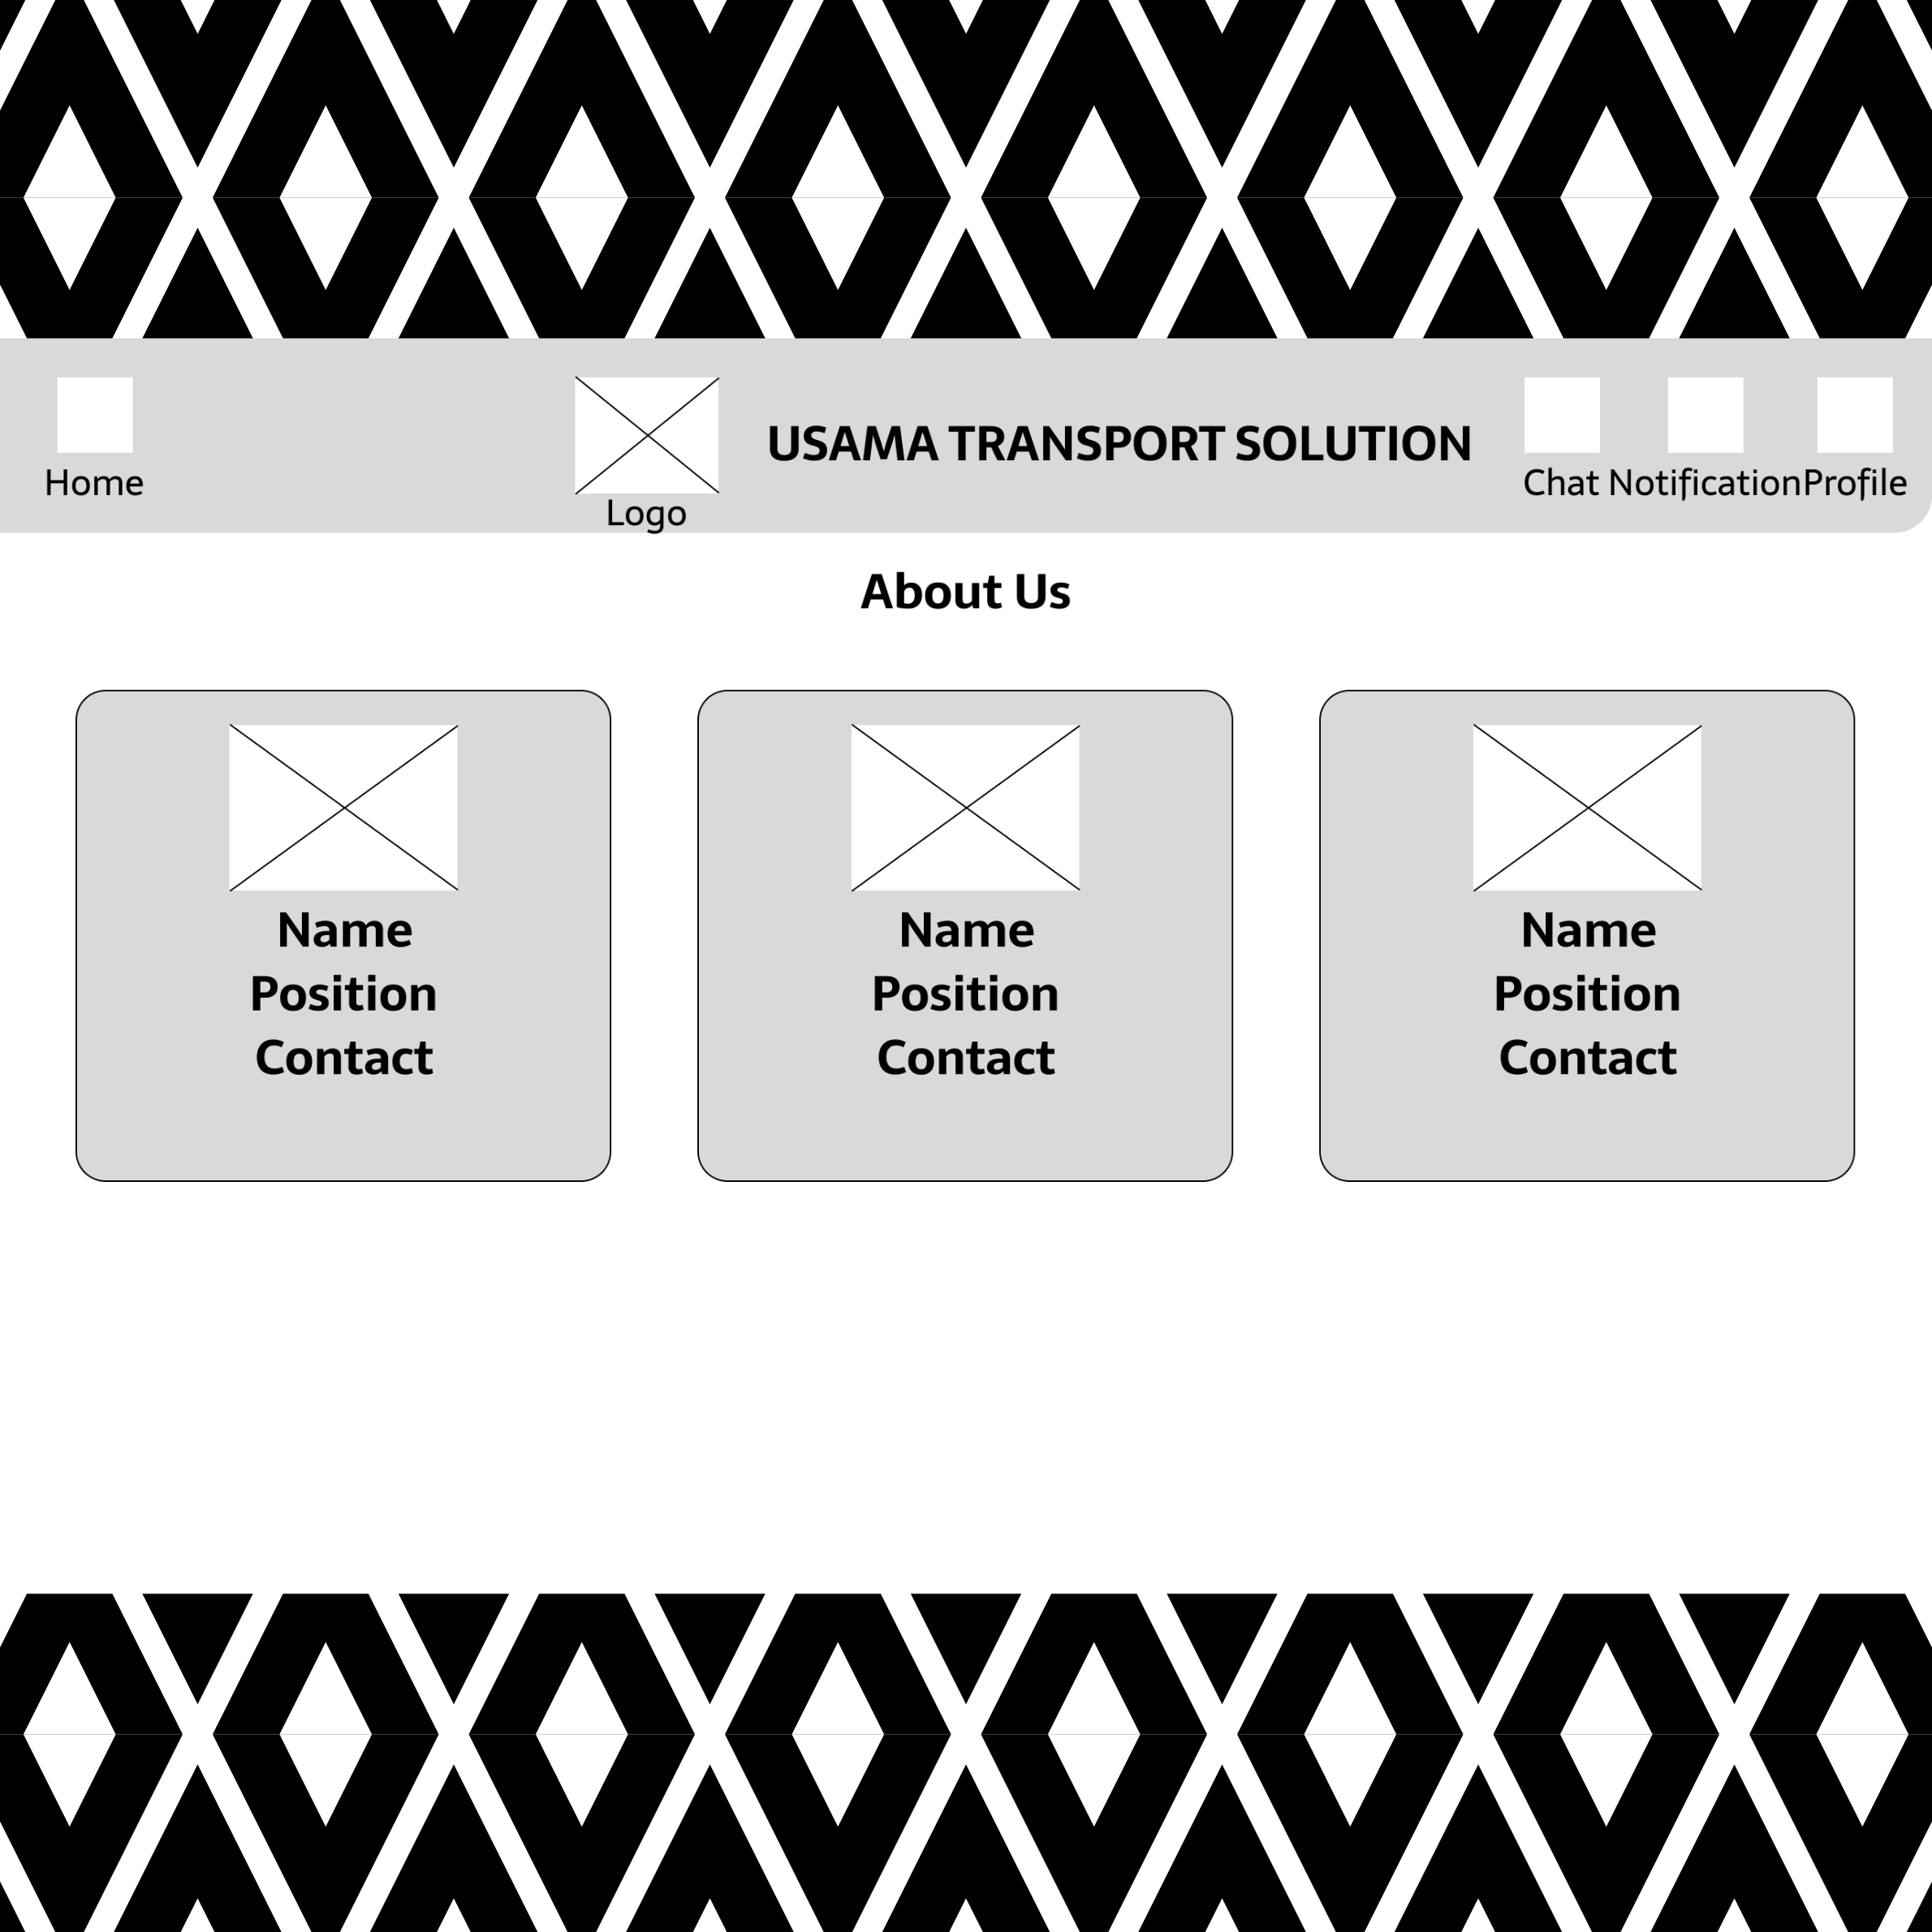 USAMA TRANSPORT SOLUTION
Home
Chat Notification Profile
Logo
About Us
Name
Position
Contact
Name
Position
Contact
Name
Position
Contact